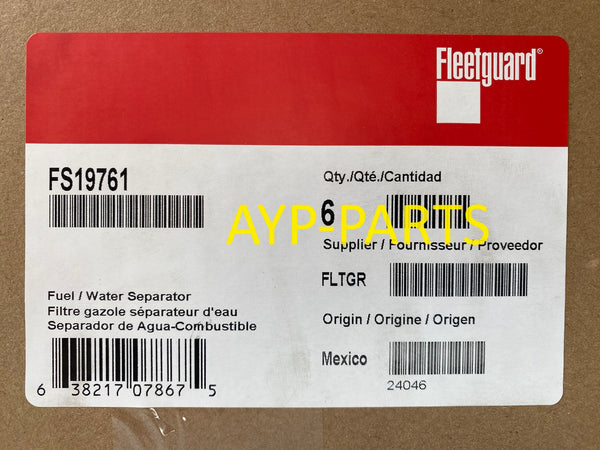 Fleetguard®
FS19761
Qty./Qté./Cantidad
6
AYP-PARTS
Supplier / Fournisseur / Proveedor
FLTGR
Fuel / Water Separator
Filtre gazole séparateur d'eau
Separador de Agua-Combustible
Origin / Origine / Origen
Mexico
24046
6 38217 07867 5